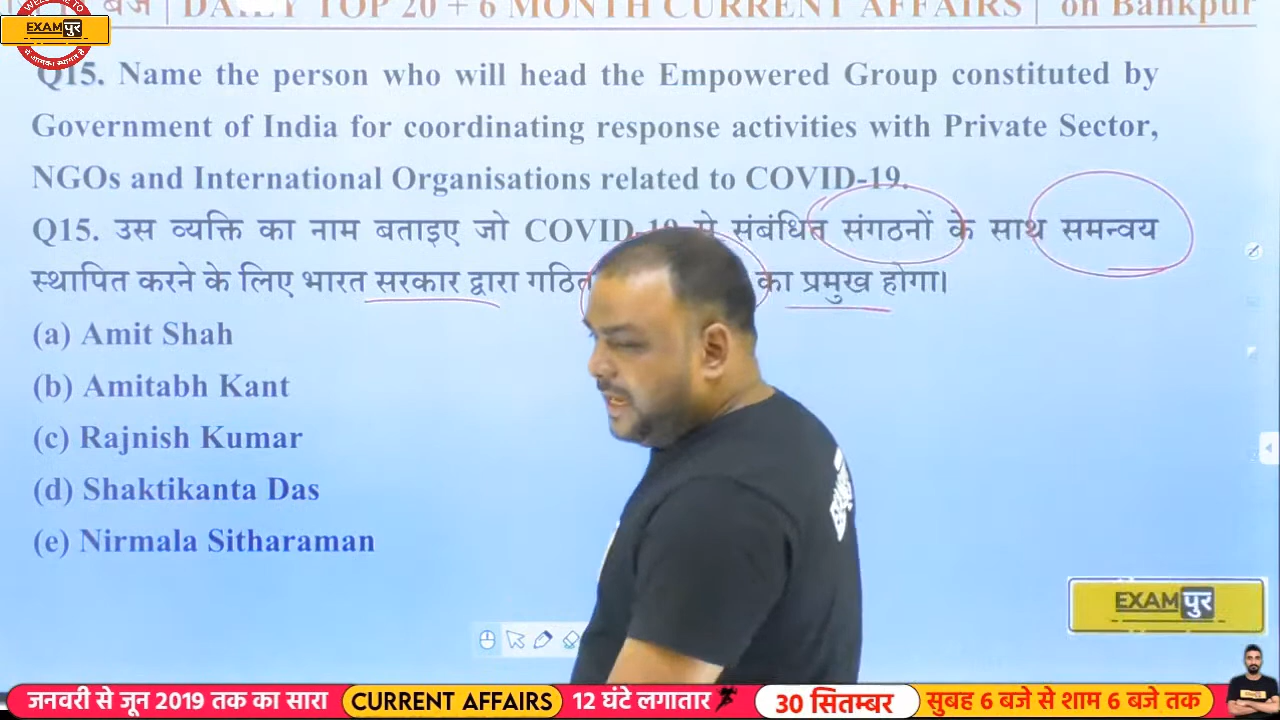 WELCOME TO
EXAMपुर
बजे | DAILY TOP 20 + 6 MONTH CURRENT AFFAIRS | on Bankpur
Q15. Name the person who will head the Empowered Group constituted by
Government of India for coordinating response activities with Private Sector,
NGOs and International Organisations related to COVID-19.
Q15. उस व्यक्ति का नाम बताइए जो COVID-19 से संबंधित संगठनों के साथ समन्वय
स्थापित करने के लिए भारत सरकार द्वारा गठित का प्रमुख होगा।
(a) Amit Shah
(b) Amitabh Kant
(c) Rajnish Kumar
(d) Shaktikanta Das
(e) Nirmala Sitharaman
EXAMपुर
जनवरी से जून 2019 तक का सारा CURRENT AFFAIRS 12 घंटे लगातार 30 सितम्बर सुबह 6 बजे से शाम 6 बजे तक